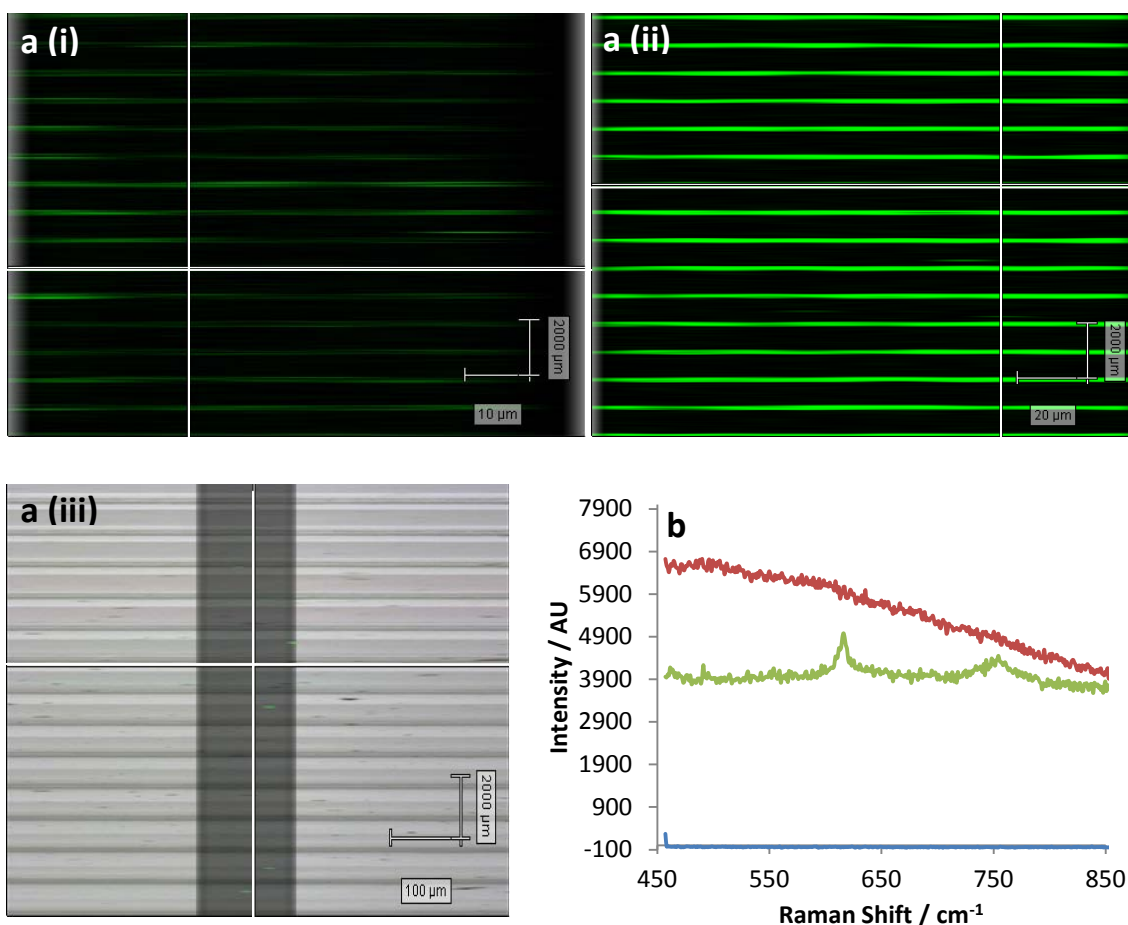 a (i)
2000 µm
10 µm
a (ii)
2000 µm
20 µm
a (iii)
2000 µm
100 µm
b
7900
6900
5900
4900
3900
2900
1900
900
-100
Intensity / AU
450 550 650 750 850
Raman Shift / cm⁻¹